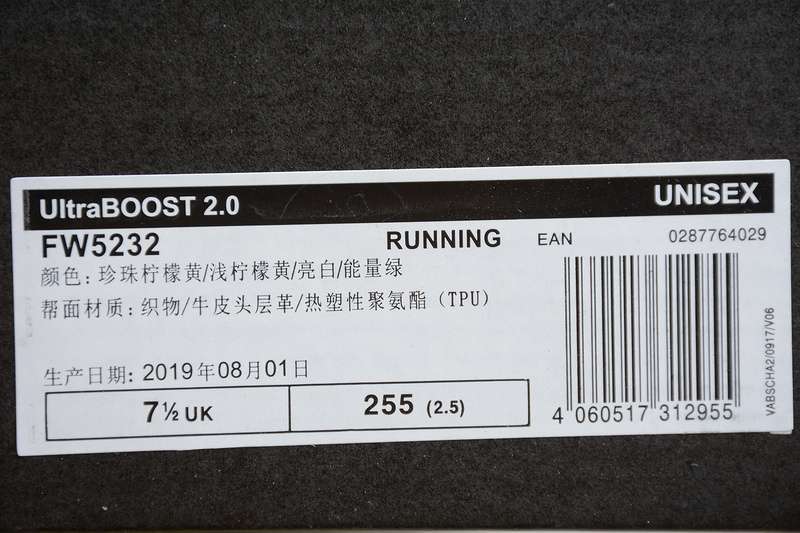 UltraBOOST 2.0 UNISEX
FW5232 RUNNING EAN 0287764029
颜色: 珍珠柠檬黄/浅柠檬黄/亮白/能量绿
帮面材质: 织物/牛皮头层革/热塑性聚氨酯（TPU）
生产日期: 2019年08月01日
7½ UK 255 (2.5)
4 060517 312955
VABSCHA2/0917/V06